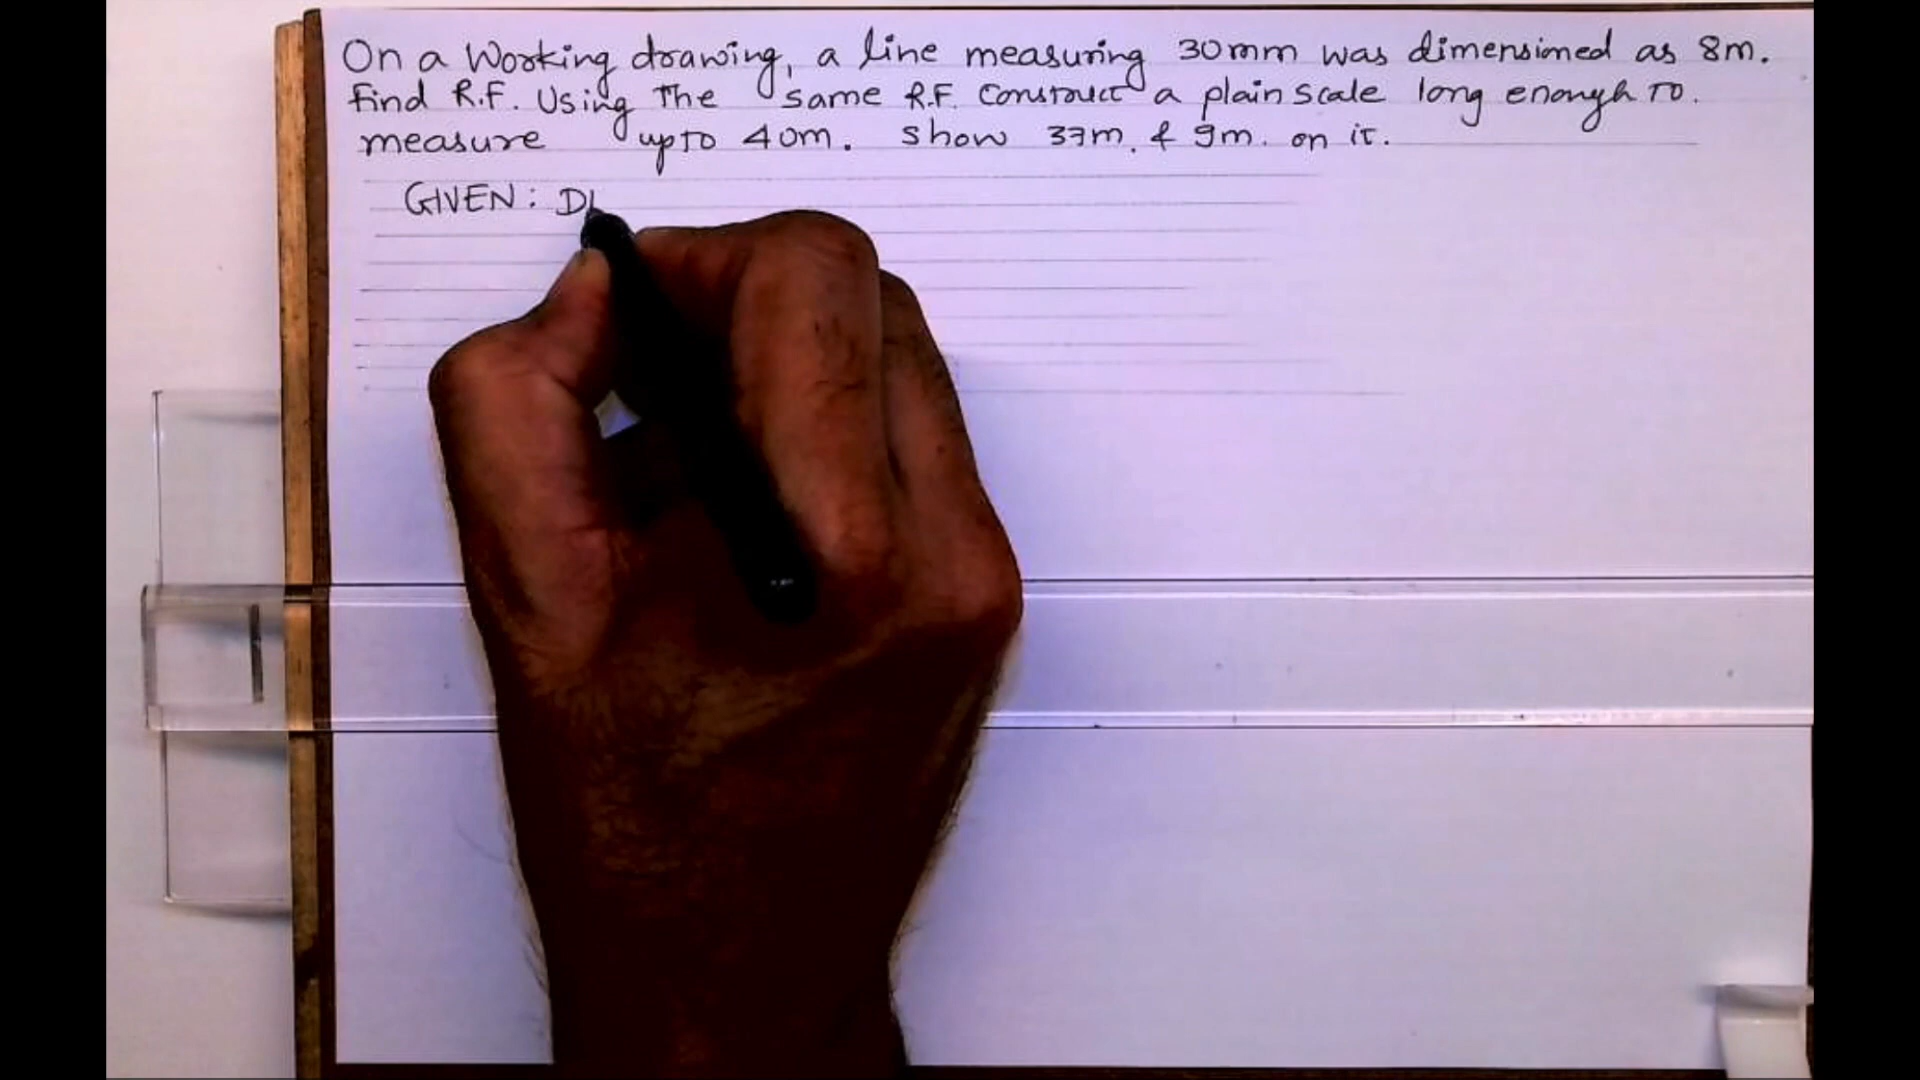 On a Working drawing, a line measuring 30mm was dimensioned as 8m.
find R.F. Using The same R.F. Construct a plain scale long enough To.
measure upto 40m. Show 37m. & 9m. on it.
GIVEN: DL